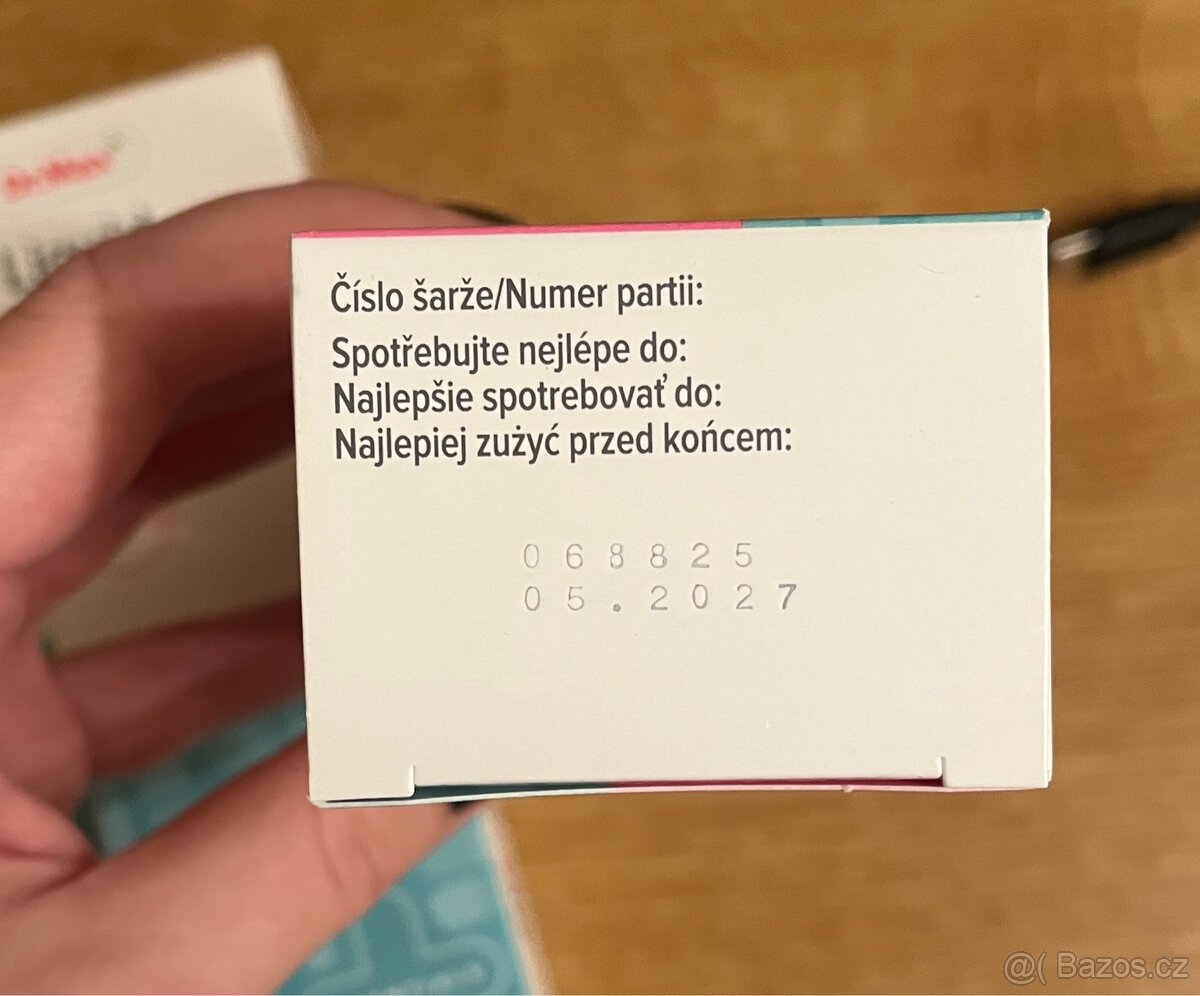 Číslo šarže/Numer partii:
Spotřebujte nejlépe do:
Najlepšie spotrebovať do:
Najlepiej zużyć przed końcem:
068825
05.2027
@( Bazos.cz